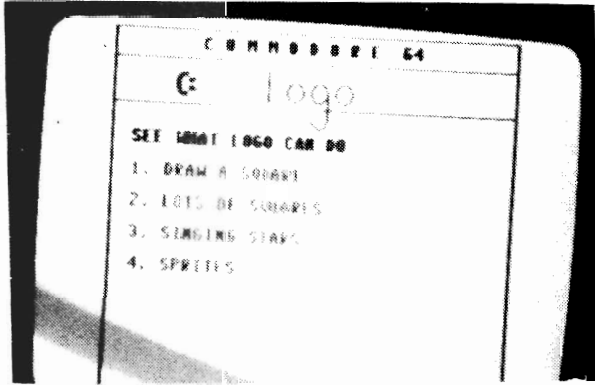 COMMODORE 64
C: logo
SEE WHAT LOGO CAN DO
1. DRAW A SQUARE
2. LOTS OF SQUARES
3. SINGING STARS
4. SPRITES